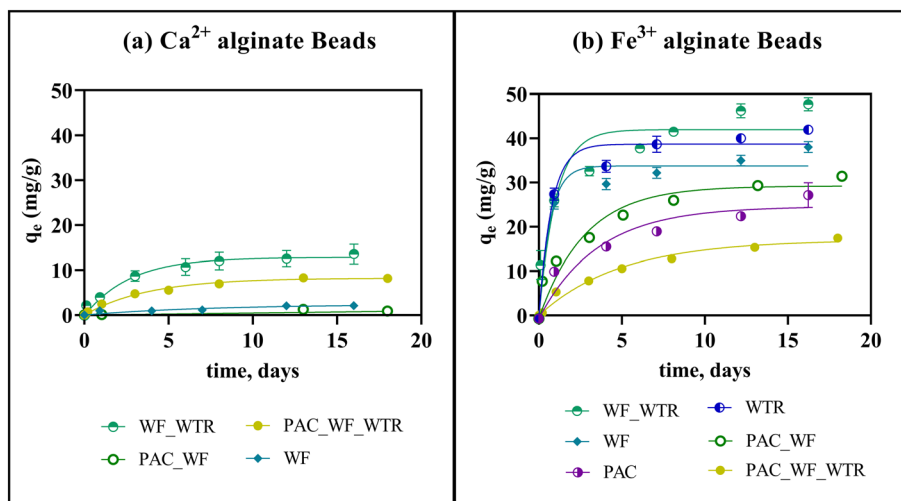 (a) Ca²⁺ alginate Beads
qₑ (mg/g)
50
40
30
20
10
0
0 5 10 15 20
time, days
WF_WTR PAC_WF_WTR
PAC_WF WF
(b) Fe³⁺ alginate Beads
qₑ (mg/g)
50
40
30
20
10
0
0 5 10 15 20
time, days
WF_WTR WTR
WF PAC_WF
PAC PAC_WF_WTR